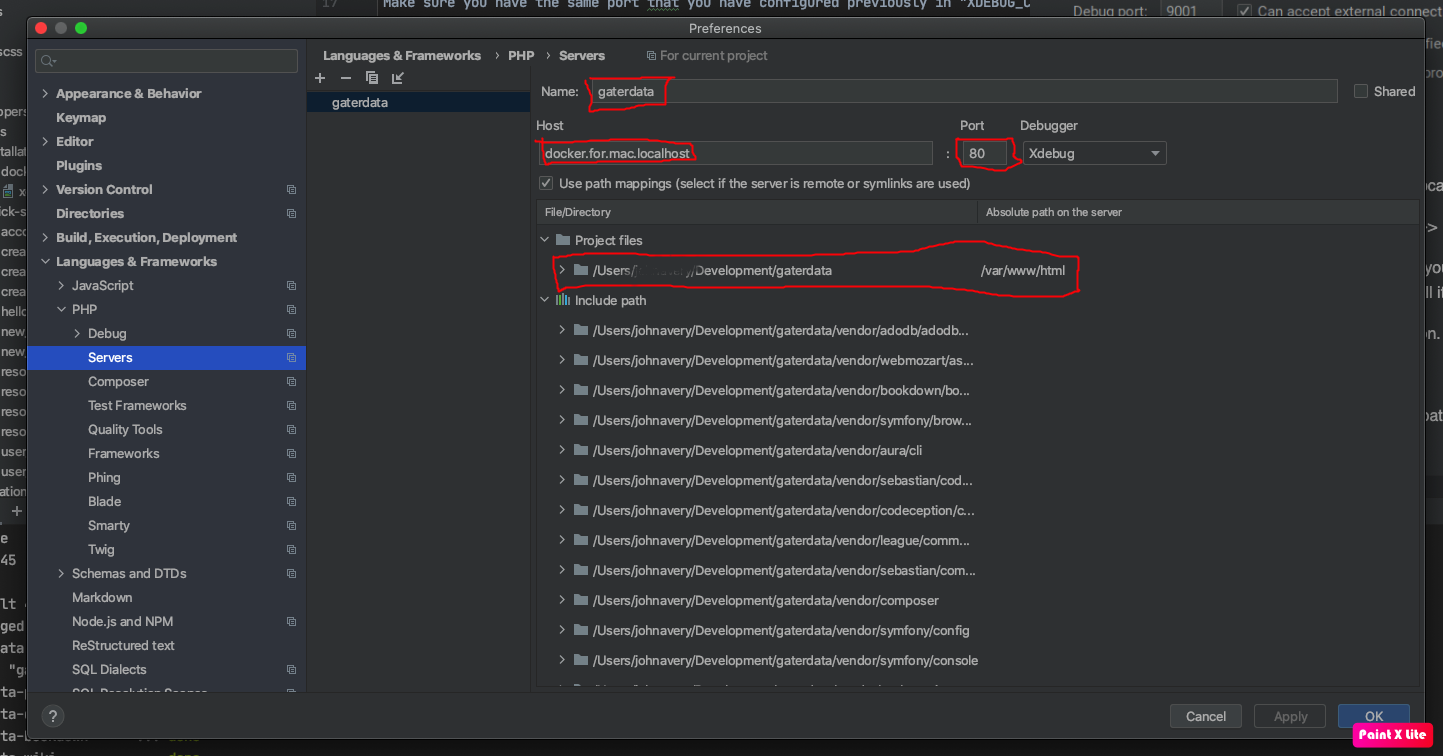 scss
17
Make sure you have the same port that you have configured previously in "XDEBUG_C
Debug port: 9001
Can accept external connect
Preferences
Languages & Frameworks › PHP › Servers
For current project
Appearance & Behavior
Keymap
Editor
Plugins
Version Control
Directories
Build, Execution, Deployment
Languages & Frameworks
JavaScript
PHP
Debug
Servers
Composer
Test Frameworks
Quality Tools
Frameworks
Phing
Blade
Smarty
Twig
Schemas and DTDs
Markdown
Node.js and NPM
ReStructured text
SQL Dialects
SQL Resolution Scopes
gaterdata
Name: gaterdata
Shared
Host Port Debugger
docker.for.mac.localhost : 80 Xdebug
Use path mappings (select if the server is remote or symlinks are used)
File/Directory Absolute path on the server
Project files
/Users/ /Development/gaterdata /var/www/html
Include path
/Users/johnavery/Development/gaterdata/vendor/adodb/adodb...
/Users/johnavery/Development/gaterdata/vendor/webmozart/as...
/Users/johnavery/Development/gaterdata/vendor/bookdown/bo...
/Users/johnavery/Development/gaterdata/vendor/symfony/brow...
/Users/johnavery/Development/gaterdata/vendor/aura/cli
/Users/johnavery/Development/gaterdata/vendor/sebastian/cod...
/Users/johnavery/Development/gaterdata/vendor/codeception/c...
/Users/johnavery/Development/gaterdata/vendor/league/comm...
/Users/johnavery/Development/gaterdata/vendor/sebastian/com...
/Users/johnavery/Development/gaterdata/vendor/composer
/Users/johnavery/Development/gaterdata/vendor/symfony/config
/Users/johnavery/Development/gaterdata/vendor/symfony/console
?
Cancel
Apply
OK
Paint X Lite